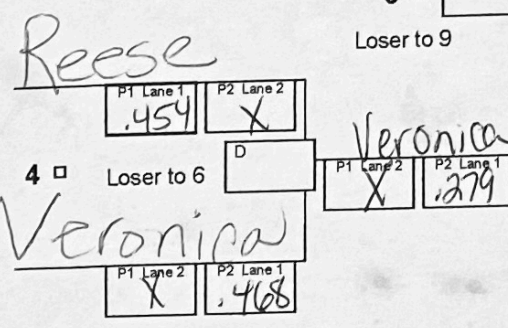 Loser to 9
Reese
P1 Lane 1 P2 Lane 2
.454 X
Veronica
D
4 Loser to 6
P1 Lane 2 P2 Lane 1
X .279
Veronica
P1 Lane 2 P2 Lane 1
X .468